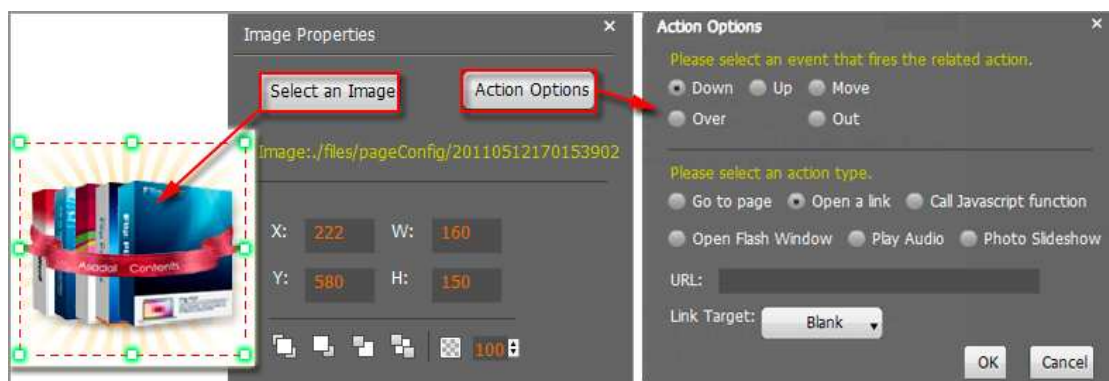 Image Properties
×
Select an Image
Action Options
Image:./files/pageConfig/20110512170153902
X: 222 W: 160
Y: 580 H: 150
100
Asadal Contents
Action Options
×
Please select an event that fires the related action.
Down Up Move
Over Out
Please select an action type.
Go to page Open a link Call Javascript function
Open Flash Window Play Audio Photo Slideshow
URL:
Link Target: Blank
OK Cancel